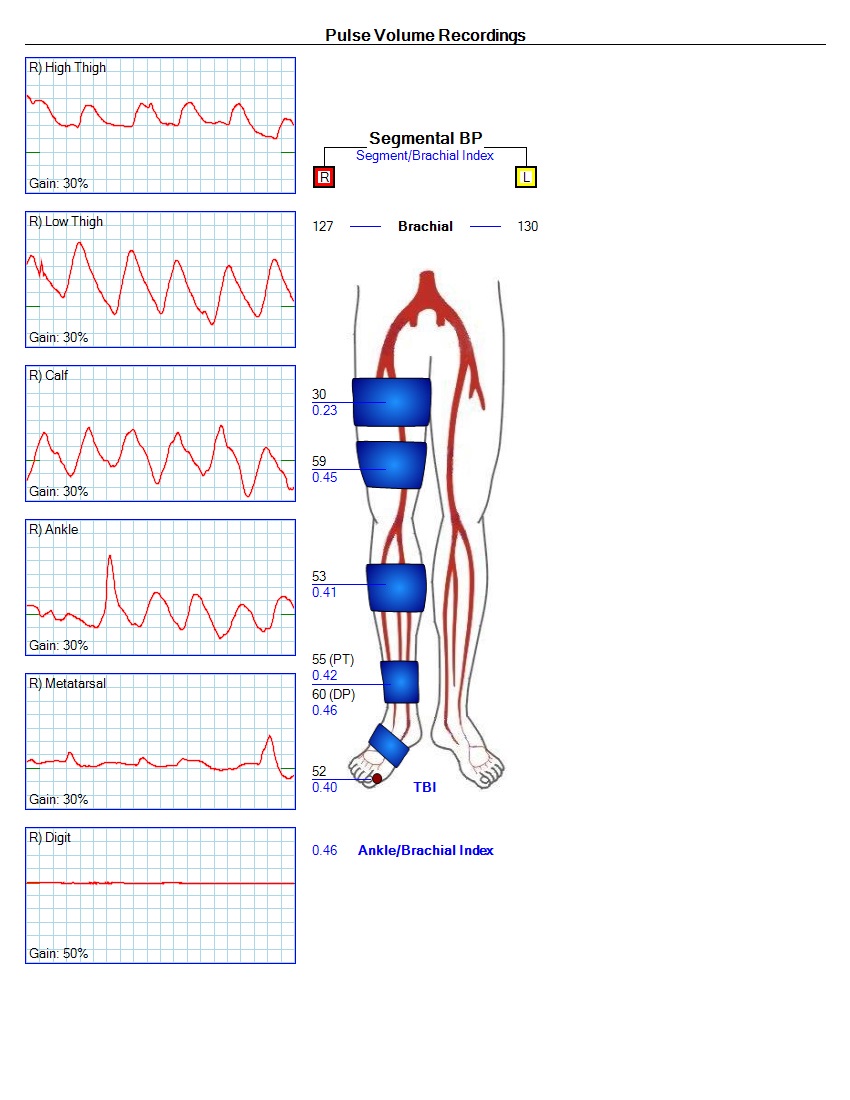 Pulse Volume Recordings
R) High Thigh
Gain: 30%
R) Low Thigh
Gain: 30%
R) Calf
Gain: 30%
R) Ankle
Gain: 30%
R) Metatarsal
Gain: 30%
R) Digit
Gain: 50%
Segmental BP
Segment/Brachial Index
R L
127 Brachial 130
30
0.23
59
0.45
53
0.41
55 (PT)
0.42
60 (DP)
0.46
52
0.40 TBI
0.46 Ankle/Brachial Index